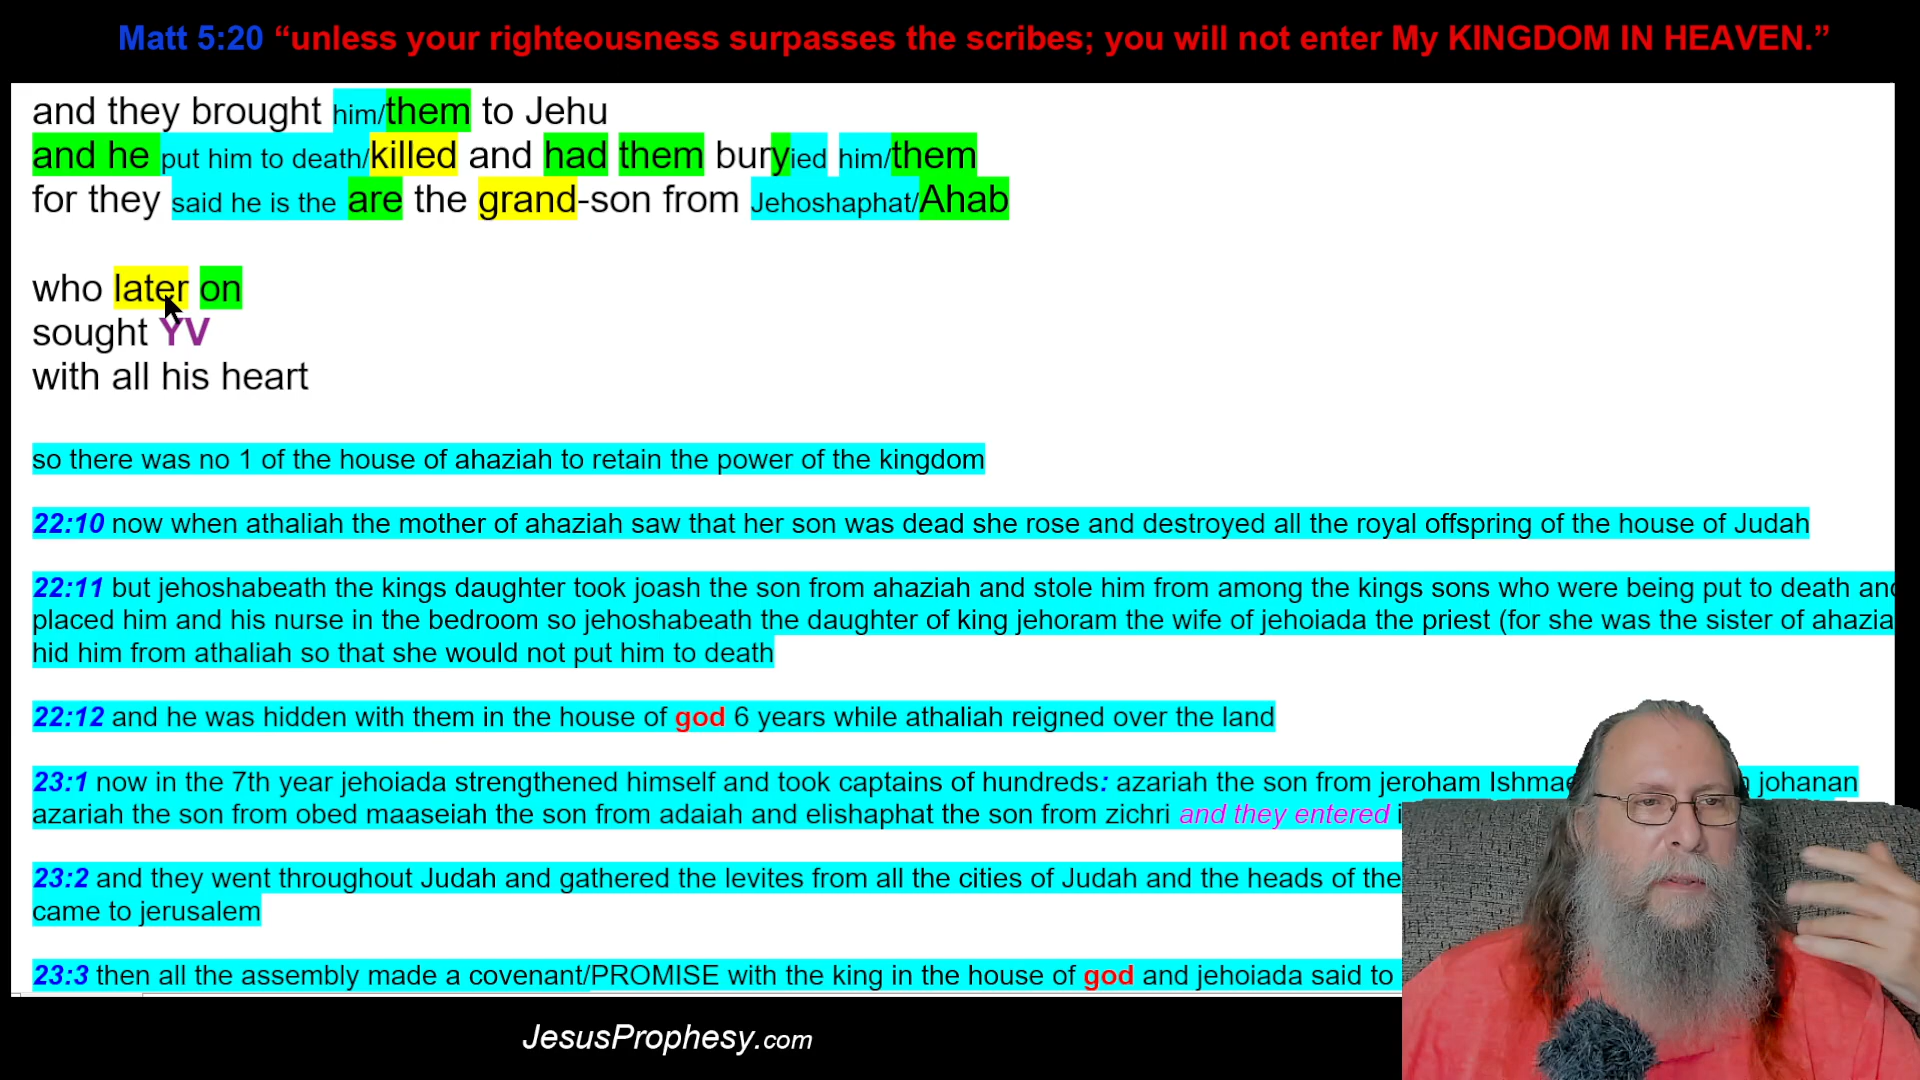 Matt 5:20 “unless your righteousness surpasses the scribes; you will not enter My KINGDOM IN HEAVEN.”
and they brought him/them to Jehu
and he put him to death/killed and had them buryied him/them
for they said he is the are the grand-son from Jehoshaphat/Ahab
who later on
sought YV
with all his heart
so there was no 1 of the house of ahaziah to retain the power of the kingdom
22:10 now when athaliah the mother of ahaziah saw that her son was dead she rose and destroyed all the royal offspring of the house of Judah
22:11 but jehoshabeath the kings daughter took joash the son from ahaziah and stole him from among the kings sons who were being put to death
placed him and his nurse in the bedroom so jehoshabeath the daughter of king jehoram the wife of jehoiada the priest (for she was the sister of
hid him from athaliah so that she would not put him to death
22:12 and he was hidden with them in the house of god 6 years while athaliah reigned over the land
23:1 now in the 7th year jehoiada strengthened himself and took captains of hundreds: azariah the son from jeroham johanan
azariah the son from obed maaseiah the son from adaiah and elishaphat the son from zichri and they entered
23:2 and they went throughout Judah and gathered the levites from all the cities of Judah and the heads of the
came to jerusalem
23:3 then all the assembly made a covenant/PROMISE with the king in the house of god and jehoiada said to
JesusProphesy.com